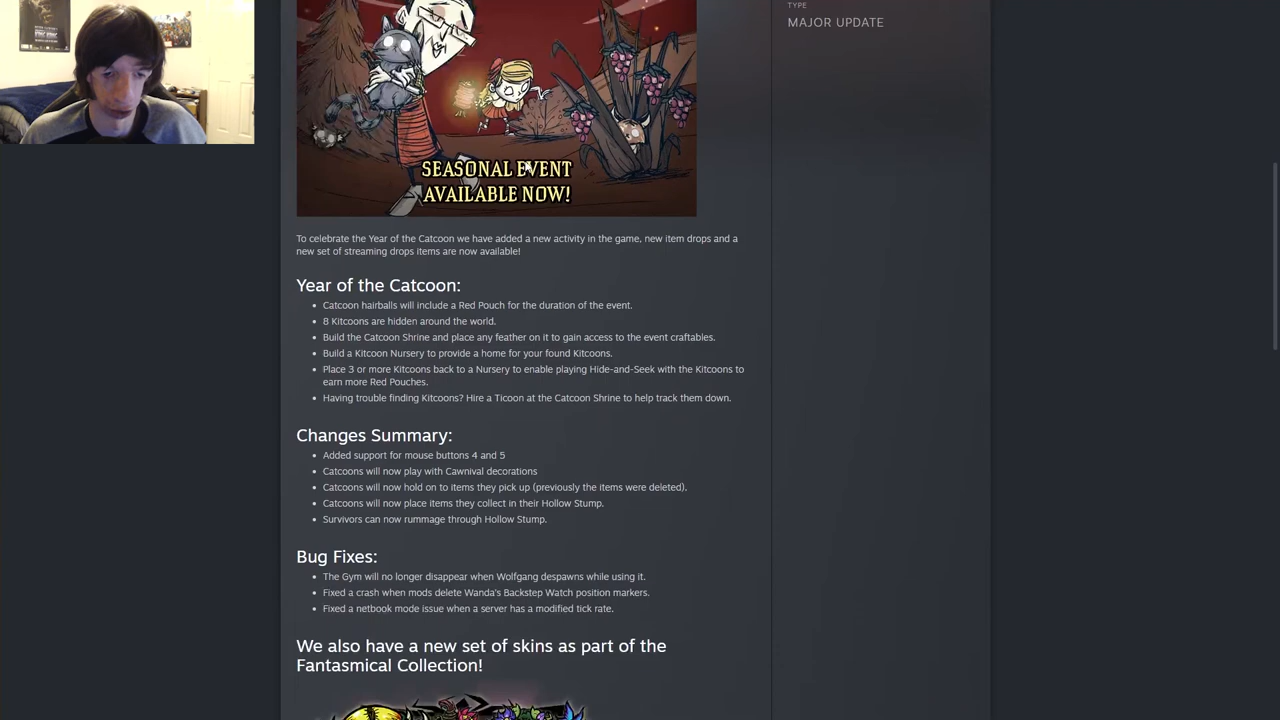 TYPE
MAJOR UPDATE
SEASONAL EVENT
AVAILABLE NOW!
To celebrate the Year of the Catcoon we have added a new activity in the game, new item drops and a
new set of streaming drops items are now available!
Year of the Catcoon:
• Catcoon hairballs will include a Red Pouch for the duration of the event.
• 8 Kitcoons are hidden around the world.
• Build the Catcoon Shrine and place any feather on it to gain access to the event craftables.
• Build a Kitcoon Nursery to provide a home for your found Kitcoons.
• Place 3 or more Kitcoons back to a Nursery to enable playing Hide-and-Seek with the Kitcoons to
earn more Red Pouches.
• Having trouble finding Kitcoons? Hire a Ticoon at the Catcoon Shrine to help track them down.
Changes Summary:
• Added support for mouse buttons 4 and 5
• Catcoons will now play with Cawnival decorations
• Catcoons will now hold on to items they pick up (previously the items were deleted).
• Catcoons will now place items they collect in their Hollow Stump.
• Survivors can now rummage through Hollow Stump.
Bug Fixes:
• The Gym will no longer disappear when Wolfgang despawns while using it.
• Fixed a crash when mods delete Wanda's Backstep Watch position markers.
• Fixed a netbook mode issue when a server has a modified tick rate.
We also have a new set of skins as part of the
Fantasmical Collection!